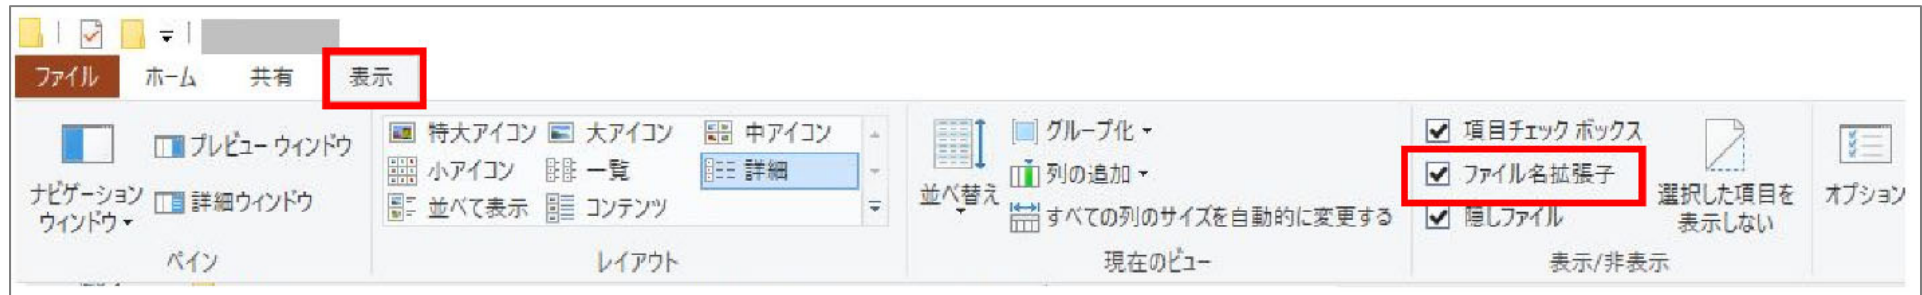 ファイル ホーム 共有 表示
ナビゲーション
ウィンドウ
プレビュー ウィンドウ
詳細ウィンドウ
ペイン
特大アイコン 大アイコン 中アイコン
小アイコン 一覧 詳細
並べて表示 コンテンツ
レイアウト
並べ替え
グループ化
列の追加
すべての列のサイズを自動的に変更する
現在のビュー
項目チェック ボックス
ファイル名拡張子
隠しファイル
選択した項目を
表示しない
表示/非表示
オプション